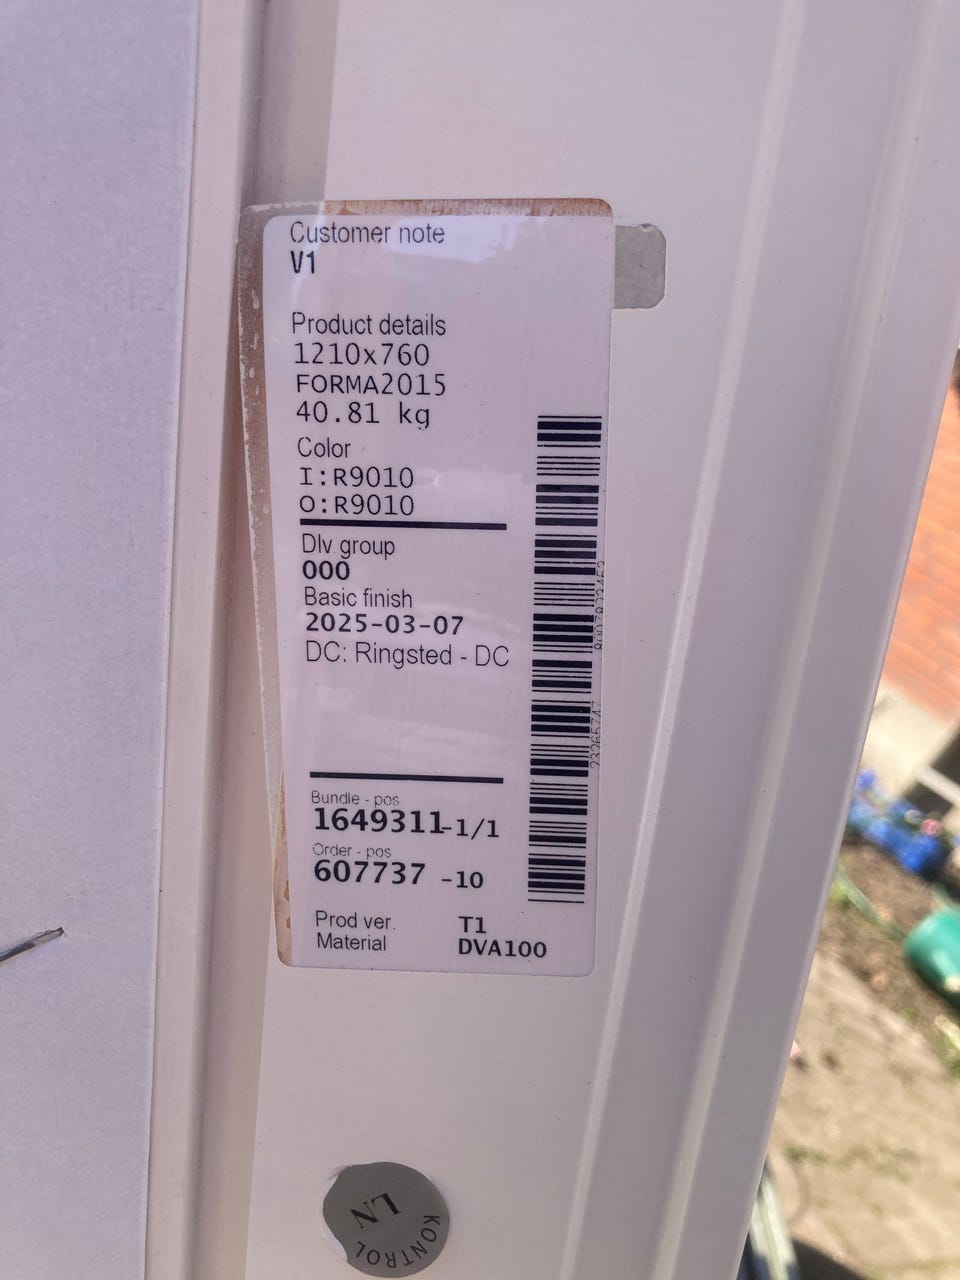 Customer note
V1
Product details
1210x760
FORMA2015
40.81 kg
Color
I:R9010
O:R9010
Dlv group
000
Basic finish
2025-03-07
DC: Ringsted - DC
Bundle - pos
1649311-1/1
Order - pos
607737 -10
Prod ver. T1
Material DVA100
LN
KONTROL